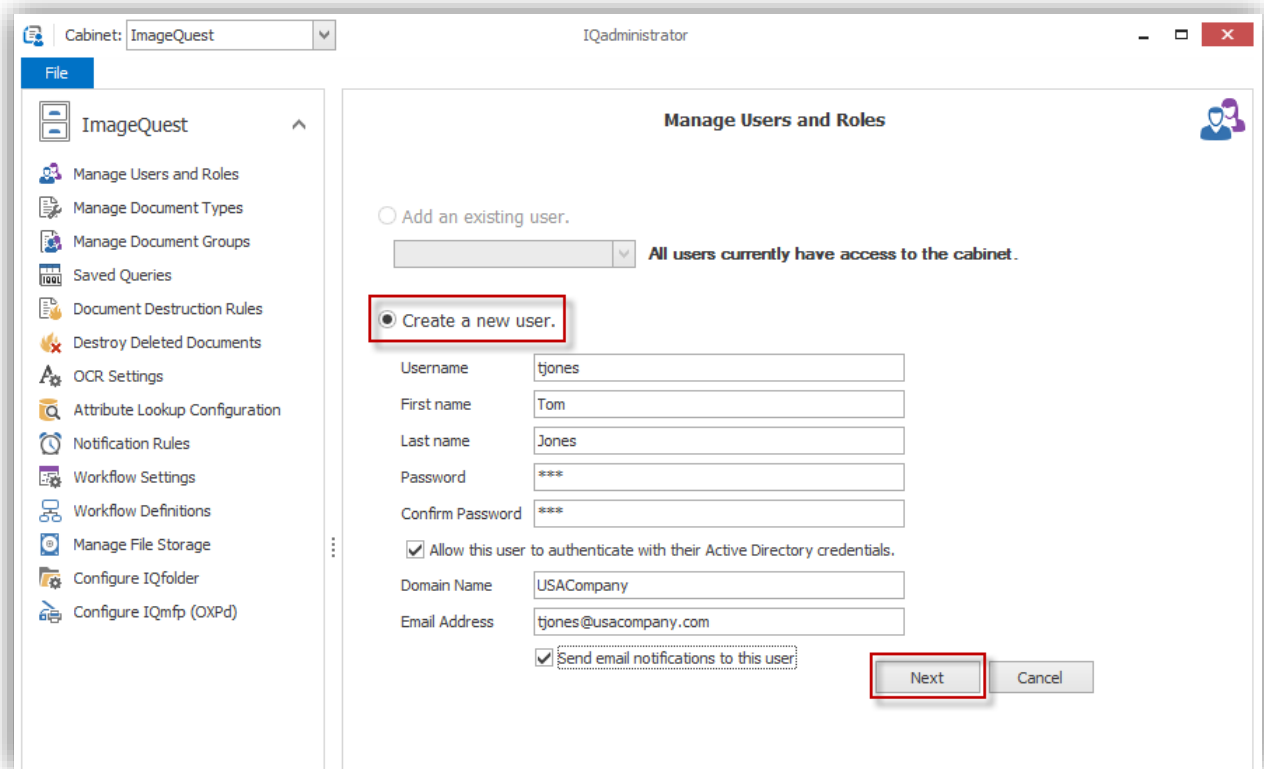 Cabinet: ImageQuest IQadministrator
File
ImageQuest
Manage Users and Roles
Manage Document Types
Manage Document Groups
IQQL Saved Queries
Document Destruction Rules
Destroy Deleted Documents
OCR Settings
Attribute Lookup Configuration
Notification Rules
Workflow Settings
Workflow Definitions
Manage File Storage
Configure IQfolder
Configure IQmfp (OXPd)
Manage Users and Roles
Add an existing user.
All users currently have access to the cabinet.
Create a new user.
Username tjones
First name Tom
Last name Jones
Password ***
Confirm Password ***
Allow this user to authenticate with their Active Directory credentials.
Domain Name USACompany
Email Address tjones@usacompany.com
Send email notifications to this user
Next Cancel